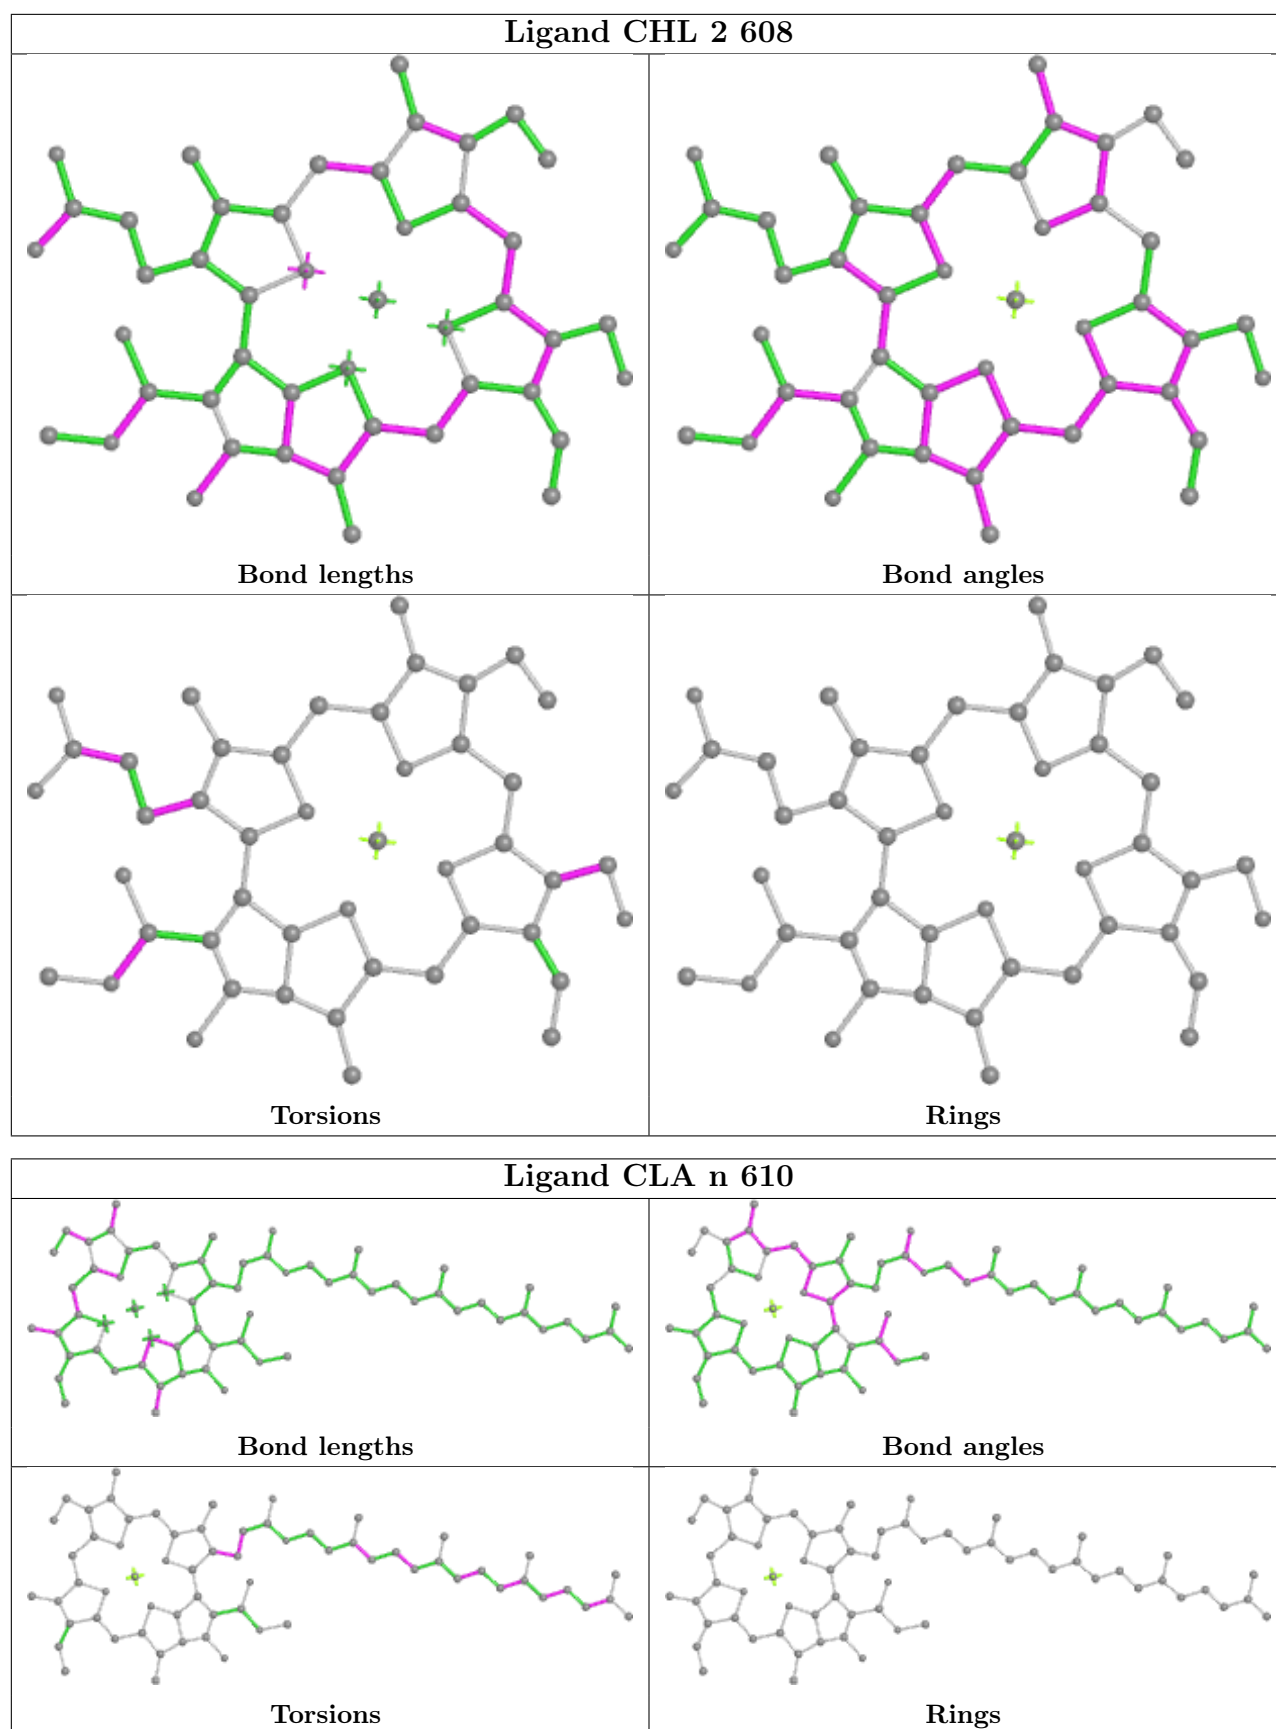 Ligand CHL 2 608
Bond lengths
Bond angles
Torsions
Rings
Ligand CLA n 610
Bond lengths
Bond angles
Torsions
Rings